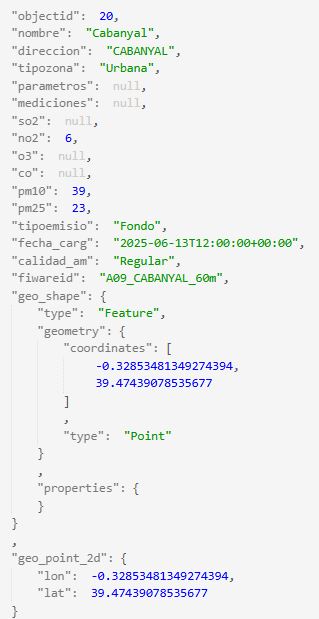 "objectid": 20,
"nombre": "Cabanyal",
"direccion": "CABANYAL",
"tipozona": "Urbana",
"parametros": null,
"mediciones": null,
"so2": null,
"no2": 6,
"o3": null,
"co": null,
"pm10": 39,
"pm25": 23,
"tipoemisio": "Fondo",
"fecha_carg": "2025-06-13T12:00:00+00:00",
"calidad_am": "Regular",
"fiwareid": "A09_CABANYAL_60m",
"geo_shape": {
"type": "Feature",
"geometry": {
"coordinates": [
-0.32853481349274394,
39.47439078535677
]
,
"type": "Point"
}
,
"properties": {
}
}
,
"geo_point_2d": {
"lon": -0.32853481349274394,
"lat": 39.47439078535677
}